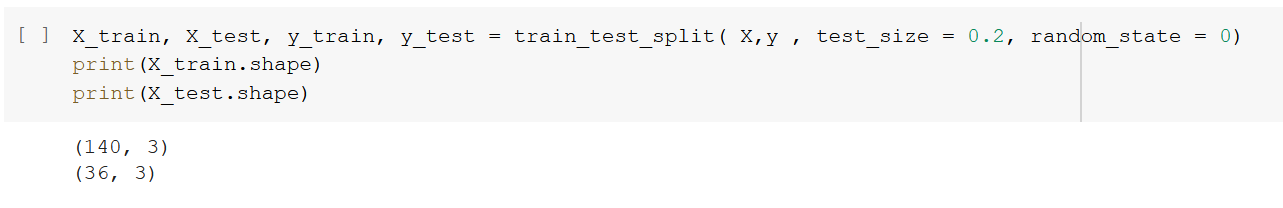 [ ] X_train, X_test, y_train, y_test = train_test_split( X,y , test_size = 0.2, random_state = 0)
print(X_train.shape)
print(X_test.shape)
(140, 3)
(36, 3)